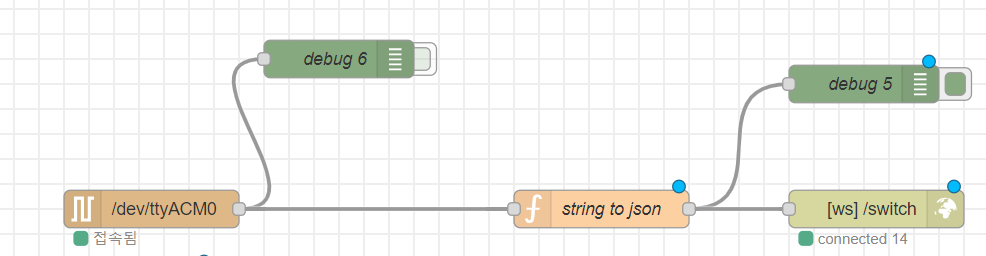 debug 6
debug 5
/dev/ttyACM0
string to json
[ws] /switch
접속됨
connected 14